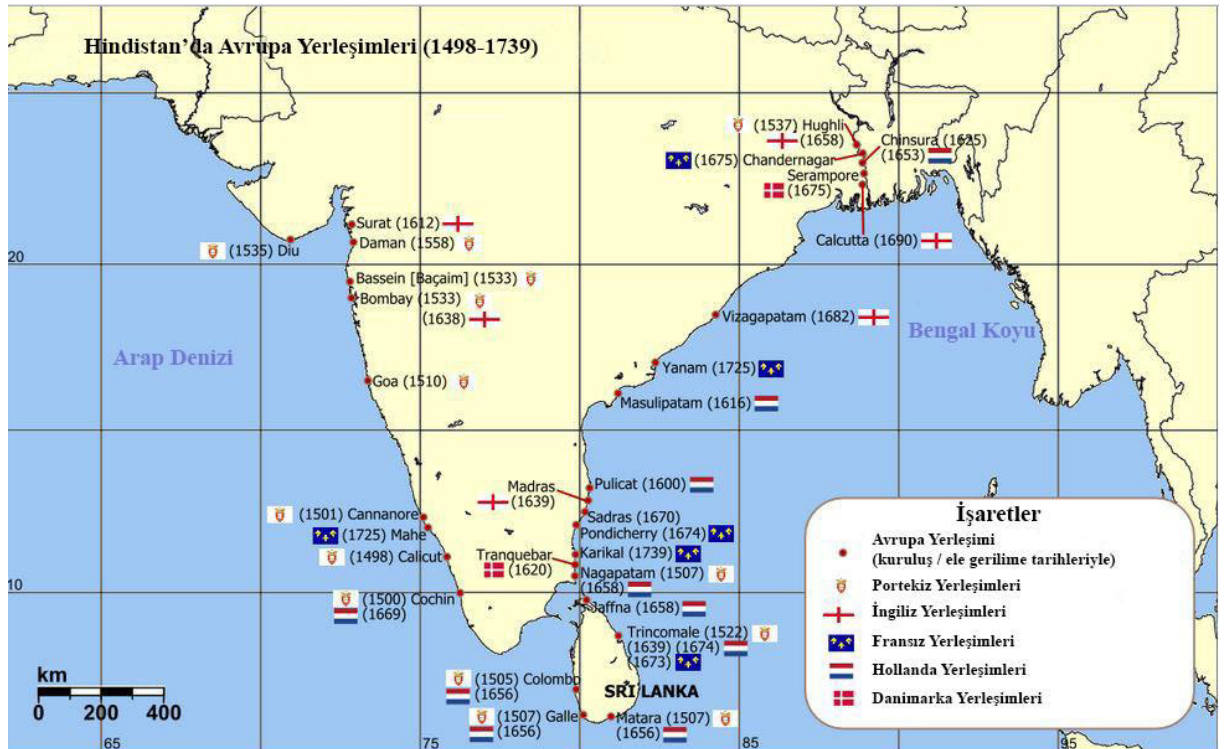 Hindistan'da Avrupa Yerleşimleri (1498-1739)
(1537) Hughli
(1658)
Chinsura (1625)
(1653)
(1675) Chandernagar
Serampore
(1675)
Calcutta (1690)
Surat (1612)
Daman (1558)
(1535) Diu
Bassein [Baçaim] (1533)
Bombay (1533)
(1638)
20
Vizagapatam (1682)
Bengal Koyu
Arap Denizi
Yanam (1725)
Goa (1510)
Masulipatam (1616)
Pulicat (1600)
Madras
(1639)
Sadras (1670)
(1501) Cannanore
(1725) Mahe
Pondicherry (1674)
(1498) Calicut
Karikal (1739)
Tranquebar
(1620)
Nagapatam (1507)
(1658)
10
(1500) Cochin
(1669)
Jaffna (1658)
Trincomale (1522)
(1639) (1674)
(1673)
(1505) Colombo
(1656)
SRI LANKA
(1507) Galle
(1656)
Matara (1507)
(1656)
İşaretler
Avrupa Yerleşimi
(kuruluş / ele gerilime tarihleriyle)
Portekiz Yerleşimleri
İngiliz Yerleşimleri
Fransız Yerleşimleri
Hollanda Yerleşimleri
Danimarka Yerleşimleri
km
0 200 400
65
75
85
95